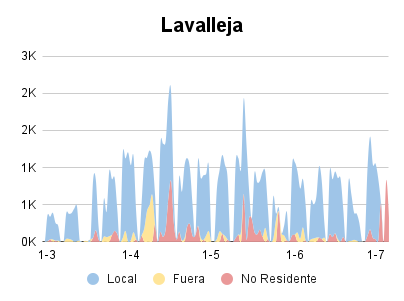 Lavalleja
3K
2K
2K
1K
1K
0K
1-3 1-4 1-5 1-6 1-7
Local Fuera No Residente